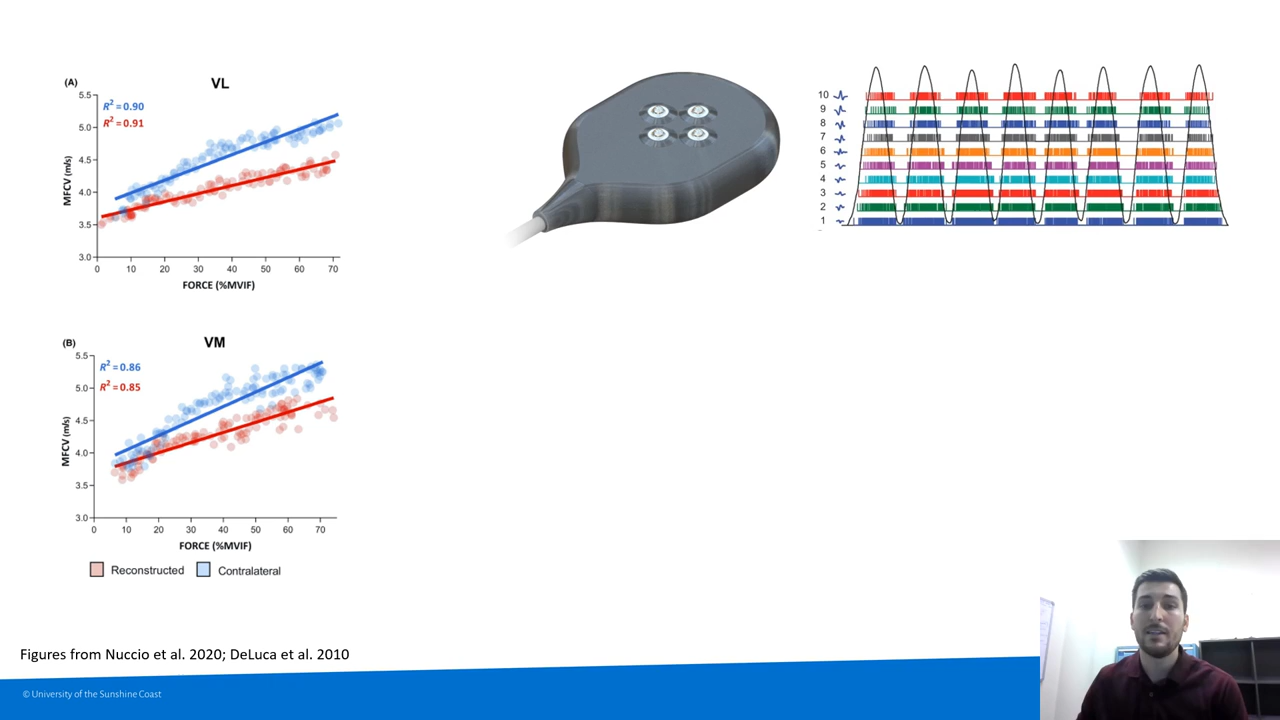 (A)
VL
R² = 0.90
R² = 0.91
5.5
5.0
4.5
4.0
3.5
3.0
MFCV (m/s)
0 10 20 30 40 50 60 70
FORCE (%MVIF)
(B)
VM
R² = 0.86
R² = 0.85
5.5
5.0
4.5
4.0
3.5
3.0
MFCV (m/s)
0 10 20 30 40 50 60 70
FORCE (%MVIF)
Reconstructed Contralateral
10
9
8
7
6
5
4
3
2
1
Figures from Nuccio et al. 2020; DeLuca et al. 2010
© University of the Sunshine Coast